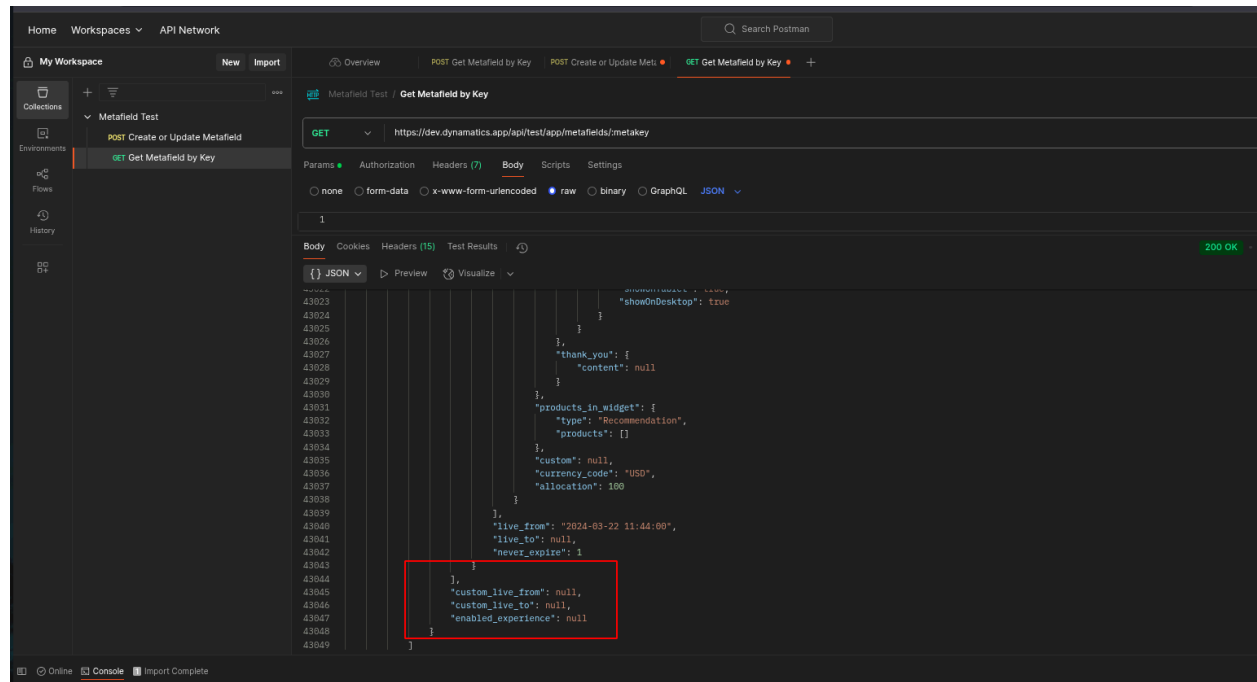 Home Workspaces API Network Search Postman
My Workspace New Import Overview POST Get Metafield by Key POST Create or Update Meta GET Get Metafield by Key
Collections
Environments
Flows
History
Metafield Test
POST Create or Update Metafield
GET Get Metafield by Key
Metafield Test / Get Metafield by Key
GET https://dev.dynamatics.app/api/test/app/metafields/:metakey
Params Authorization Headers (7) Body Scripts Settings
none form-data x-www-form-urlencoded raw binary GraphQL JSON
1
Body Cookies Headers (15) Test Results 200 OK
{} JSON Preview Visualize
43022 "showOnTablet": true,
43023 "showOnDesktop": true
43024 }
43025 }
43026 },
43027 "thank_you": {
43028 "content": null
43029 }
43030 },
43031 "products_in_widget": {
43032 "type": "Recommendation",
43033 "products": []
43034 },
43035 "custom": null,
43036 "currency_code": "USD",
43037 "allocation": 100
43038 }
43039 ],
43040 "live_from": "2024-03-22 11:44:00",
43041 "live_to": null,
43042 "never_expire": 1
43043 }
43044 ],
43045 "custom_live_from": null,
43046 "custom_live_to": null,
43047 "enabled_experience": null
43048 }
43049 ]
Online Console Import Complete